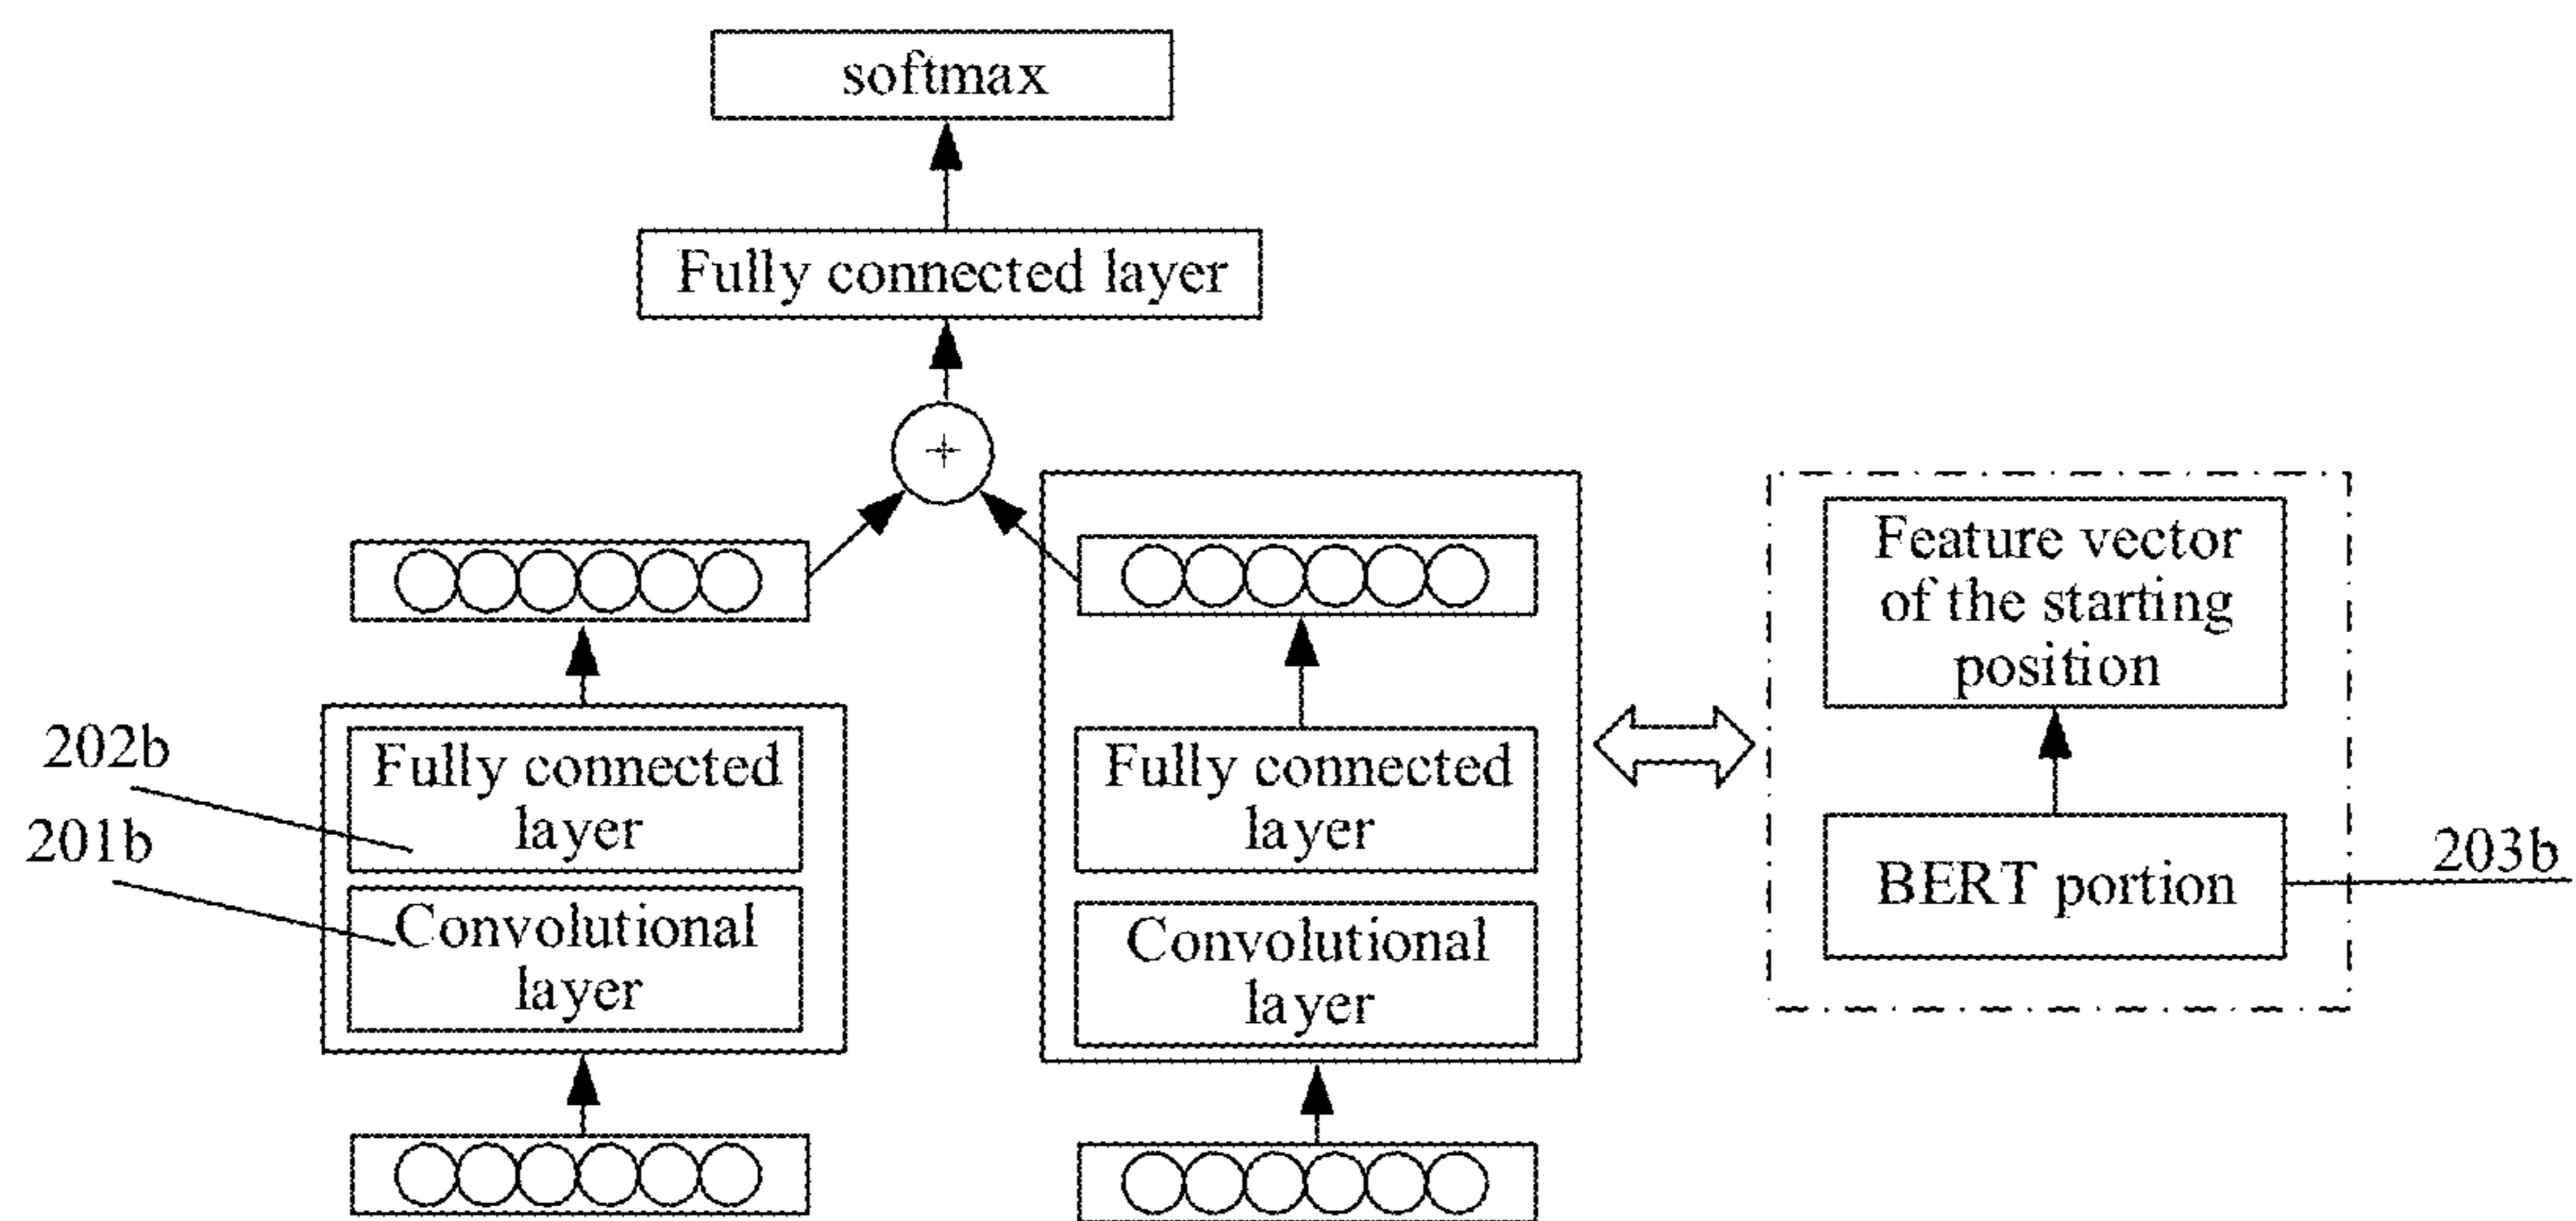 softmax
Fully connected layer
+
Feature vector
of the starting
position
202b
Fully connected
layer
201b
Convolutional
layer
Fully connected
layer
Convolutional
layer
BERT portion
203b